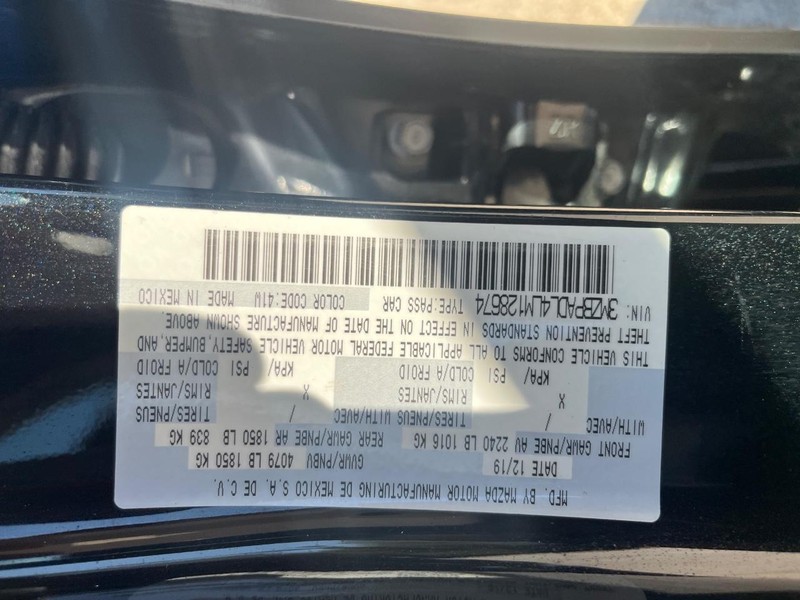 MFD. BY MAZDA MOTOR MANUFACTURING DE MEXICO S.A. DE C.V.
DATE 12/19 GVWR/PNBV 4079 LB 1850 KG
FRONT GAWR/PNBE AV 2240 LB 1016 KG REAR GAWR/PNBE AR 1850 LB 839 KG
WITH/AVEC / TIRES/PNEUS WITH/AVEC / TIRES/PNEUS
X RIMS/JANTES X RIMS/JANTES
KPA/ PSI COLD/A FROID KPA/ PSI COLD/A FROID
THIS VEHICLE CONFORMS TO ALL APPLICABLE FEDERAL MOTOR VEHICLE SAFETY, BUMPER, AND
THEFT PREVENTION STANDARDS IN EFFECT ON THE DATE OF MANUFACTURE SHOWN ABOVE.
VIN: 3MZBPADL4LM128674 TYPE:PASS CAR COLOR CODE:41W MADE IN MEXICO